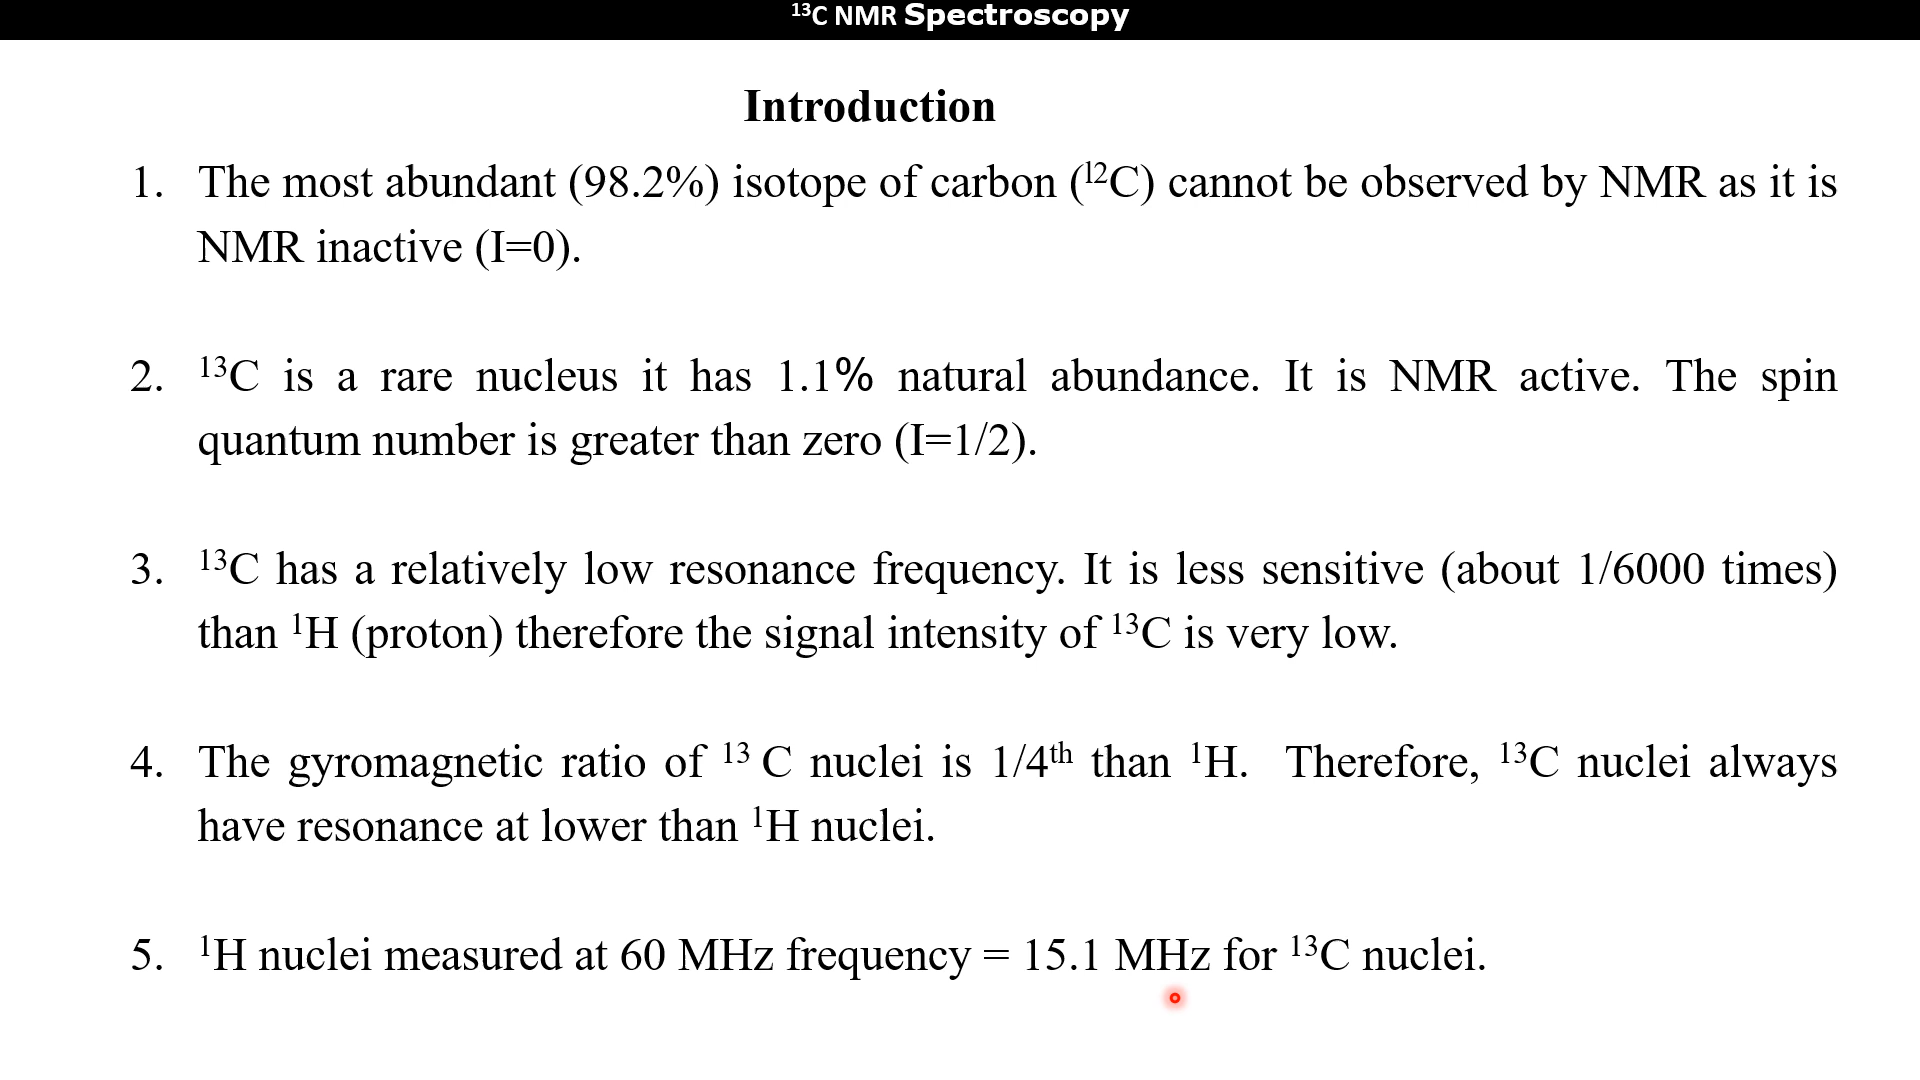 ¹³C NMR Spectroscopy
Introduction
1. The most abundant (98.2%) isotope of carbon (¹²C) cannot be observed by NMR as it is
NMR inactive (I=0).
2. ¹³C is a rare nucleus it has 1.1% natural abundance. It is NMR active. The spin
quantum number is greater than zero (I=1/2).
3. ¹³C has a relatively low resonance frequency. It is less sensitive (about 1/6000 times)
than ¹H (proton) therefore the signal intensity of ¹³C is very low.
4. The gyromagnetic ratio of ¹³ C nuclei is 1/4ᵗʰ than ¹H. Therefore, ¹³C nuclei always
have resonance at lower than ¹H nuclei.
5. ¹H nuclei measured at 60 MHz frequency = 15.1 MHz for ¹³C nuclei.